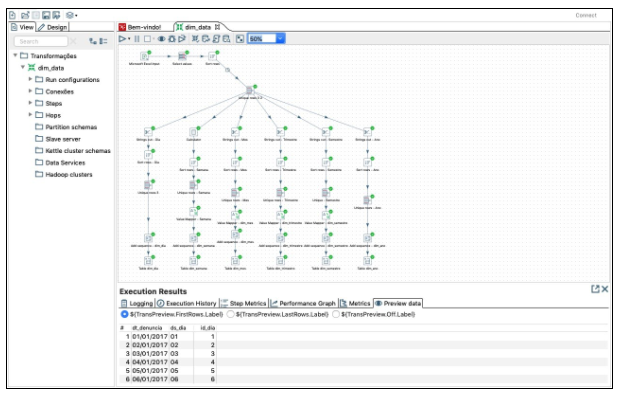 Connect
View Design
Bem-vindo! dim_data
Search
50%
Transformações
dim_data
Run configurations
Conexões
Steps
Hops
Partition schemas
Slave server
Kettle cluster schemas
Data Services
Hadoop clusters
Microsoft Excel Input Select values Sort rows
Strings cut - Dia Calculator Strings cut - Mes Strings cut - Trimestre Strings cut - Semestre Strings cut - Ano
Sort rows - Dia Sort rows - Semana Sort rows - Mes Sort rows - Trimestre Sort rows - Semestre Sort rows - Ano
Unique rows - Semana Unique rows - Mes Unique rows - Trimestre Unique rows - Semestre Unique rows - Ano
Value Mapper - dim_semana Value Mapper - dim_mes Value Mapper - dim_trimestre Value Mapper - dim_semestre
Add sequence - dim_dia Add sequence - dim_semana Add sequence - dim_mes Add sequence - dim_trimestre Add sequence - dim_semestre Add sequence - dim_ano
Table dim_dia Table dim_semana Table dim_mes Table dim_trimestre Table dim_semestre Table dim_ano
Execution Results
Logging Execution History Step Metrics Performance Graph Metrics Preview data
${TransPreview.FirstRows.Label} ${TransPreview.LastRows.Label} ${TransPreview.Off.Label}
# dt_denuncia ds_dia id_dia
1 01/01/2017 01 1
2 02/01/2017 02 2
3 03/01/2017 03 3
4 04/01/2017 04 4
5 05/01/2017 05 5
6 06/01/2017 06 6